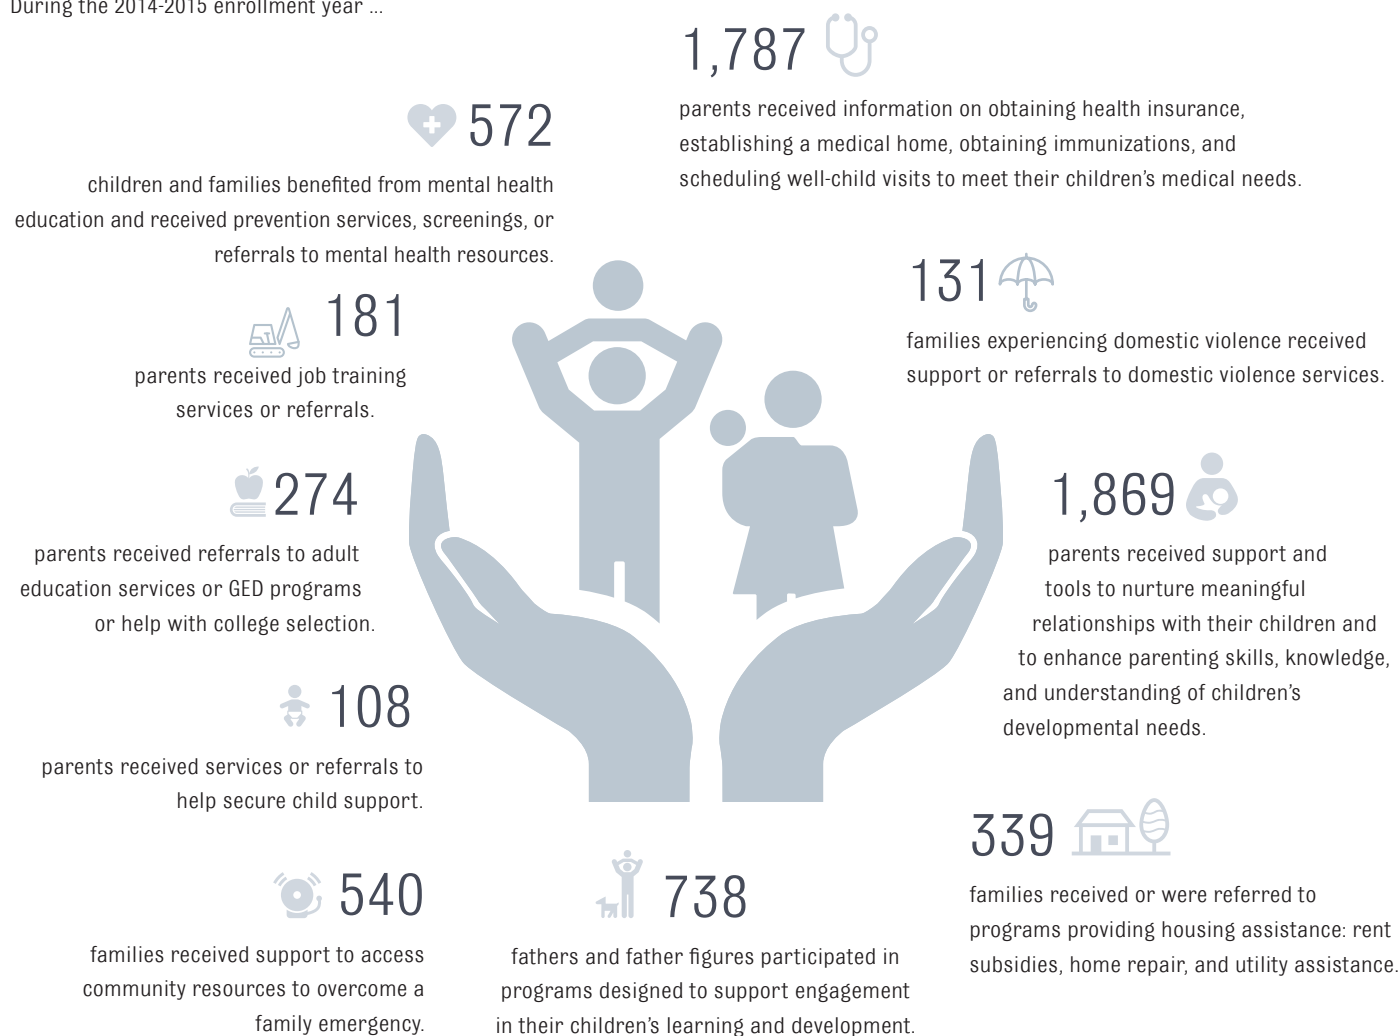 During the 2014-2015 enrollment year ...
1,787
parents received information on obtaining health insurance,
establishing a medical home, obtaining immunizations, and
scheduling well-child visits to meet their children’s medical needs.
572
children and families benefited from mental health
education and received prevention services, screenings, or
referrals to mental health resources.
131
families experiencing domestic violence received
support or referrals to domestic violence services.
181
parents received job training
services or referrals.
274
parents received referrals to adult
education services or GED programs
or help with college selection.
1,869
parents received support and
tools to nurture meaningful
relationships with their children and
to enhance parenting skills, knowledge,
and understanding of children’s
developmental needs.
108
parents received services or referrals to
help secure child support.
339
families received or were referred to
programs providing housing assistance: rent
subsidies, home repair, and utility assistance.
540
families received support to access
community resources to overcome a
family emergency.
738
fathers and father figures participated in
programs designed to support engagement
in their children’s learning and development.